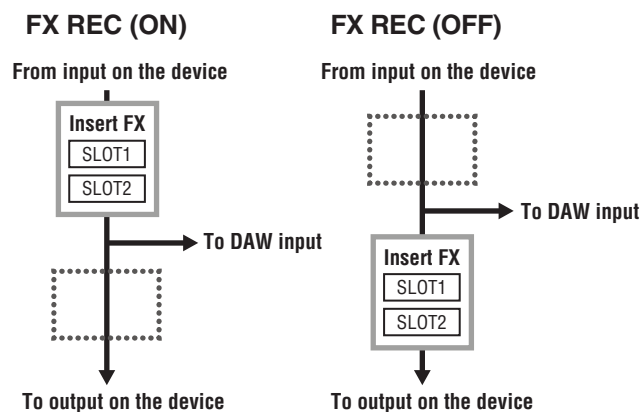 FX REC (ON)
From input on the device
Insert FX
SLOT1
SLOT2
To DAW input
To output on the device
FX REC (OFF)
From input on the device
To DAW input
Insert FX
SLOT1
SLOT2
To output on the device